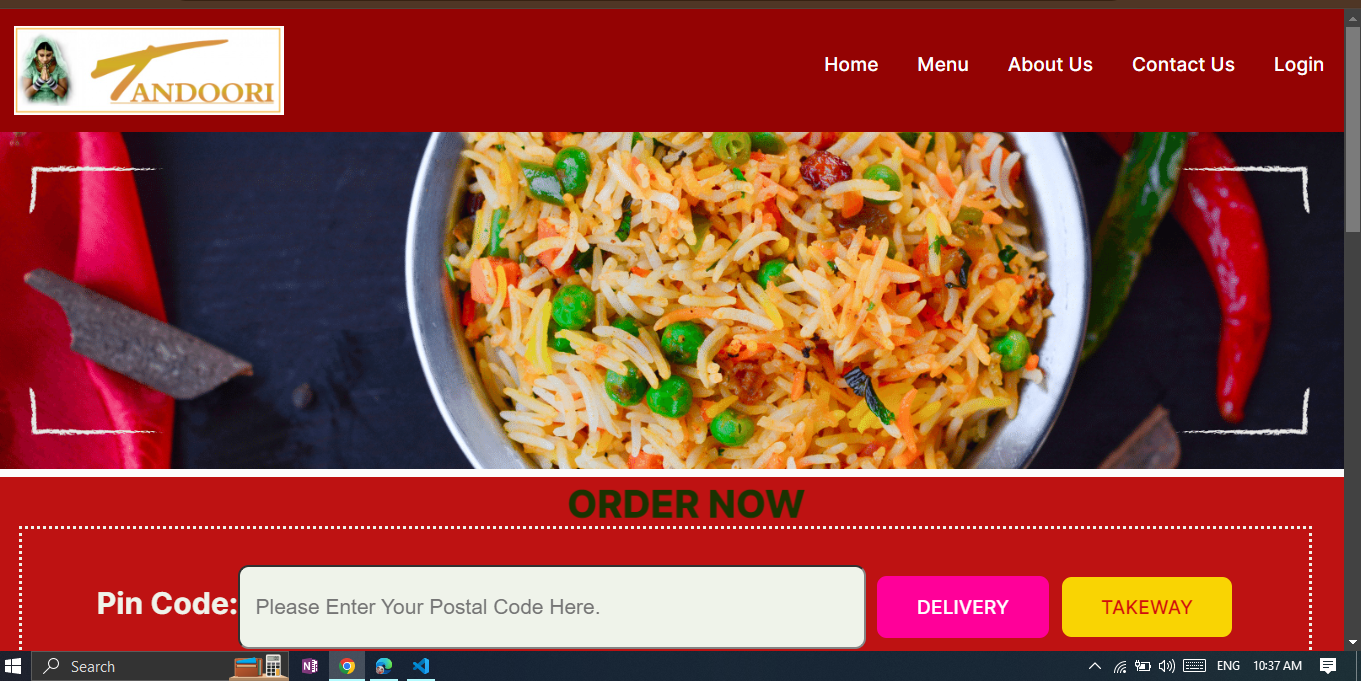 TANDOORI
Home Menu About Us Contact Us Login
ORDER NOW
Pin Code: Please Enter Your Postal Code Here. DELIVERY TAKEWAY
Search N ENG 10:37 AM